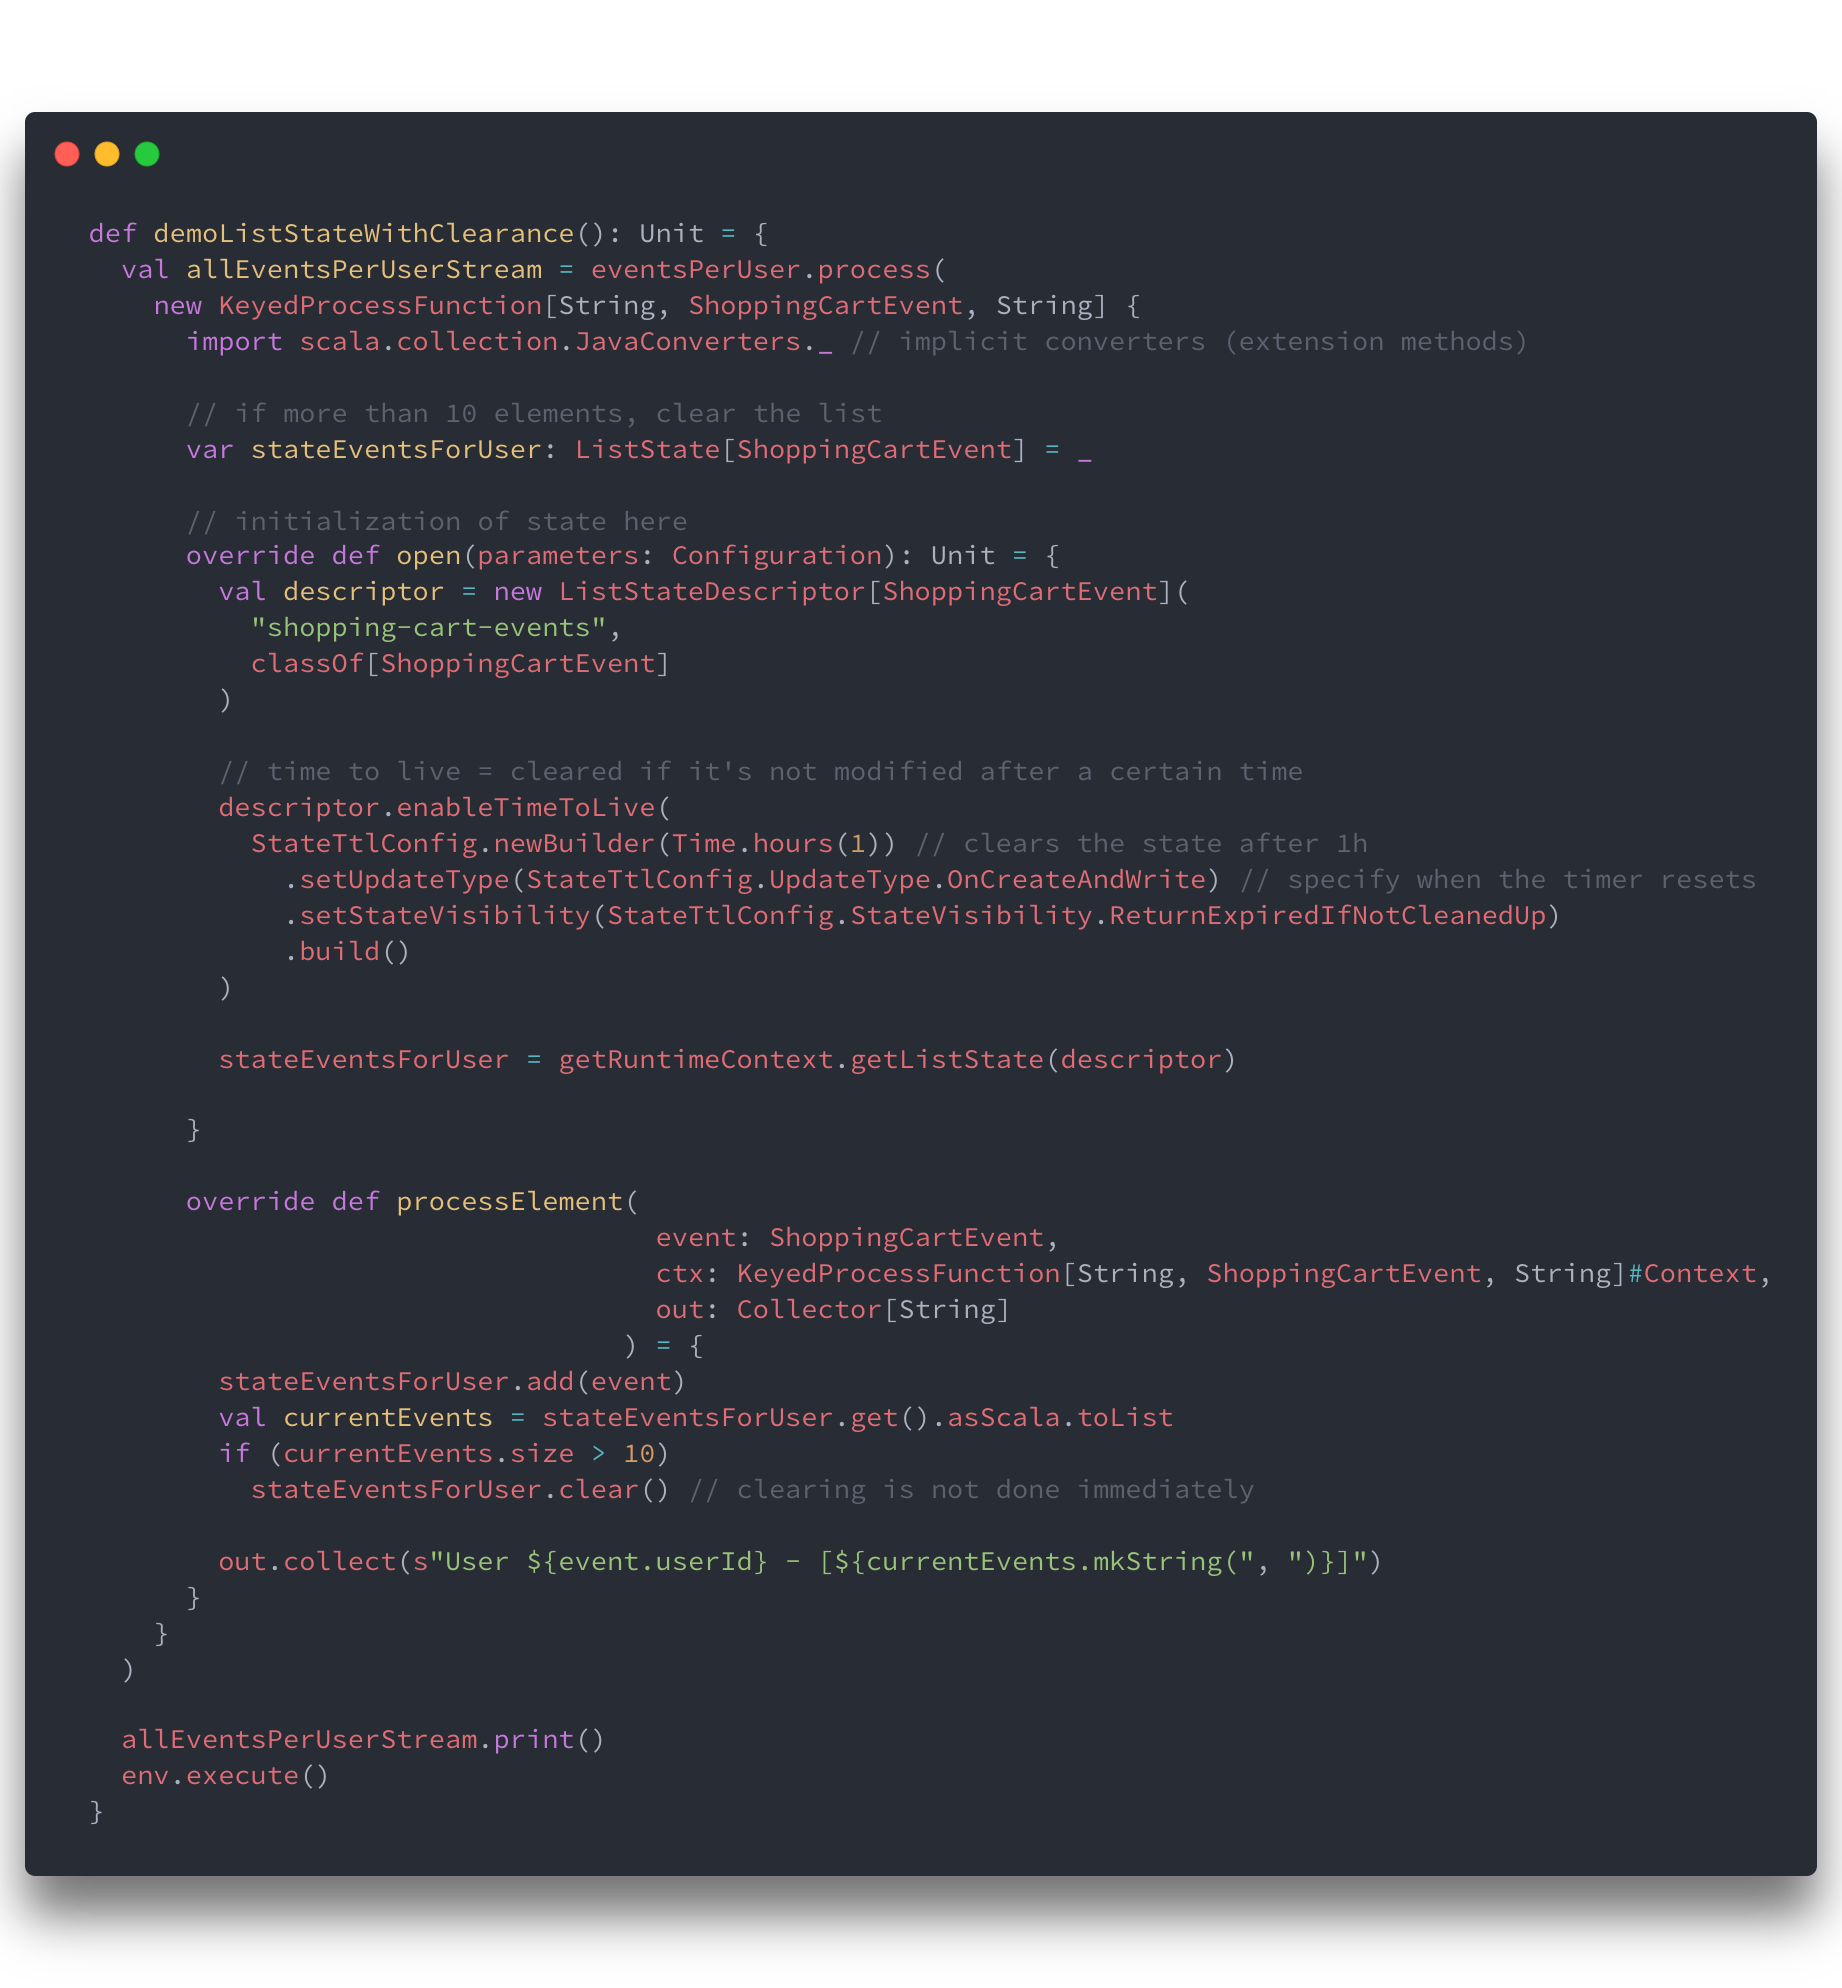 def demoListStateWithClearance(): Unit = {
  val allEventsPerUserStream = eventsPerUser.process(
    new KeyedProcessFunction[String, ShoppingCartEvent, String] {
      import scala.collection.JavaConverters._ // implicit converters (extension methods)

      // if more than 10 elements, clear the list
      var stateEventsForUser: ListState[ShoppingCartEvent] = _

      // initialization of state here
      override def open(parameters: Configuration): Unit = {
        val descriptor = new ListStateDescriptor[ShoppingCartEvent](
          "shopping-cart-events",
          classOf[ShoppingCartEvent]
        )

        // time to live = cleared if it's not modified after a certain time
        descriptor.enableTimeToLive(
          StateTtlConfig.newBuilder(Time.hours(1)) // clears the state after 1h
            .setUpdateType(StateTtlConfig.UpdateType.OnCreateAndWrite) // specify when the timer resets
            .setStateVisibility(StateTtlConfig.StateVisibility.ReturnExpiredIfNotCleanedUp)
            .build()
        )

        stateEventsForUser = getRuntimeContext.getListState(descriptor)

      }

      override def processElement(
                                   event: ShoppingCartEvent,
                                   ctx: KeyedProcessFunction[String, ShoppingCartEvent, String]#Context,
                                   out: Collector[String]
                                 ) = {
        stateEventsForUser.add(event)
        val currentEvents = stateEventsForUser.get().asScala.toList
        if (currentEvents.size > 10)
          stateEventsForUser.clear() // clearing is not done immediately

        out.collect(s"User ${event.userId} - [${currentEvents.mkString(", ")}]")
      }
    }
  )

  allEventsPerUserStream.print()
  env.execute()
}